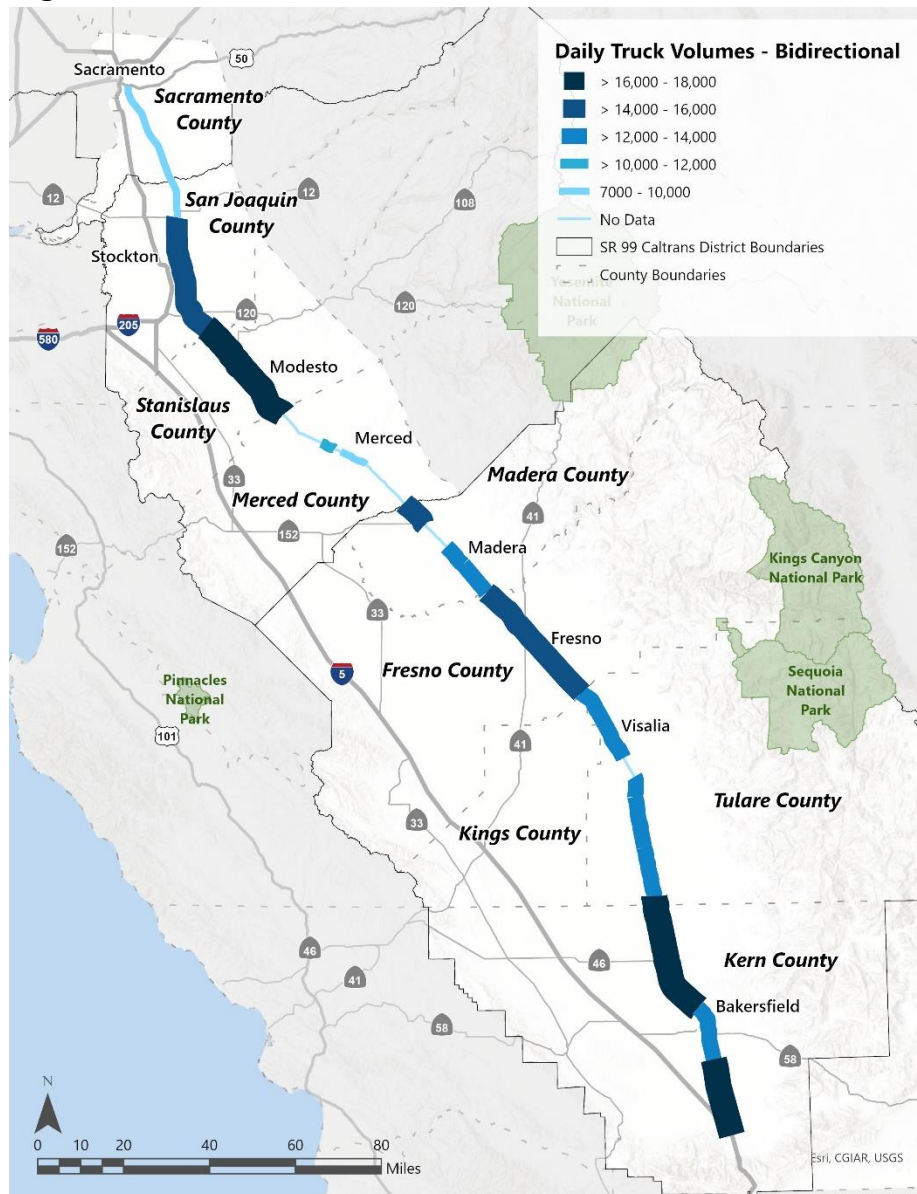 Sacramento
50
Sacramento
County
12
San Joaquin
County
12
108
Stockton
120
120
205
580
Modesto
Stanislaus
County
Merced
33
Merced County
Madera County
41
152
152
Madera
33
Fresno
Fresno County
5
Pinnacles
National
Park
101
Visalia
41
Tulare County
33
Kings County
46
46
41
58
Kern County
Bakersfield
58
Yosemite
National
Park
Kings Canyon
National Park
Sequoia
National
Park
Daily Truck Volumes - Bidirectional
> 16,000 - 18,000
> 14,000 - 16,000
> 12,000 - 14,000
> 10,000 - 12,000
7000 - 10,000
No Data
SR 99 Caltrans District Boundaries
County Boundaries
N
0 10 20 40 60 80
Miles
Esri, CGIAR, USGS